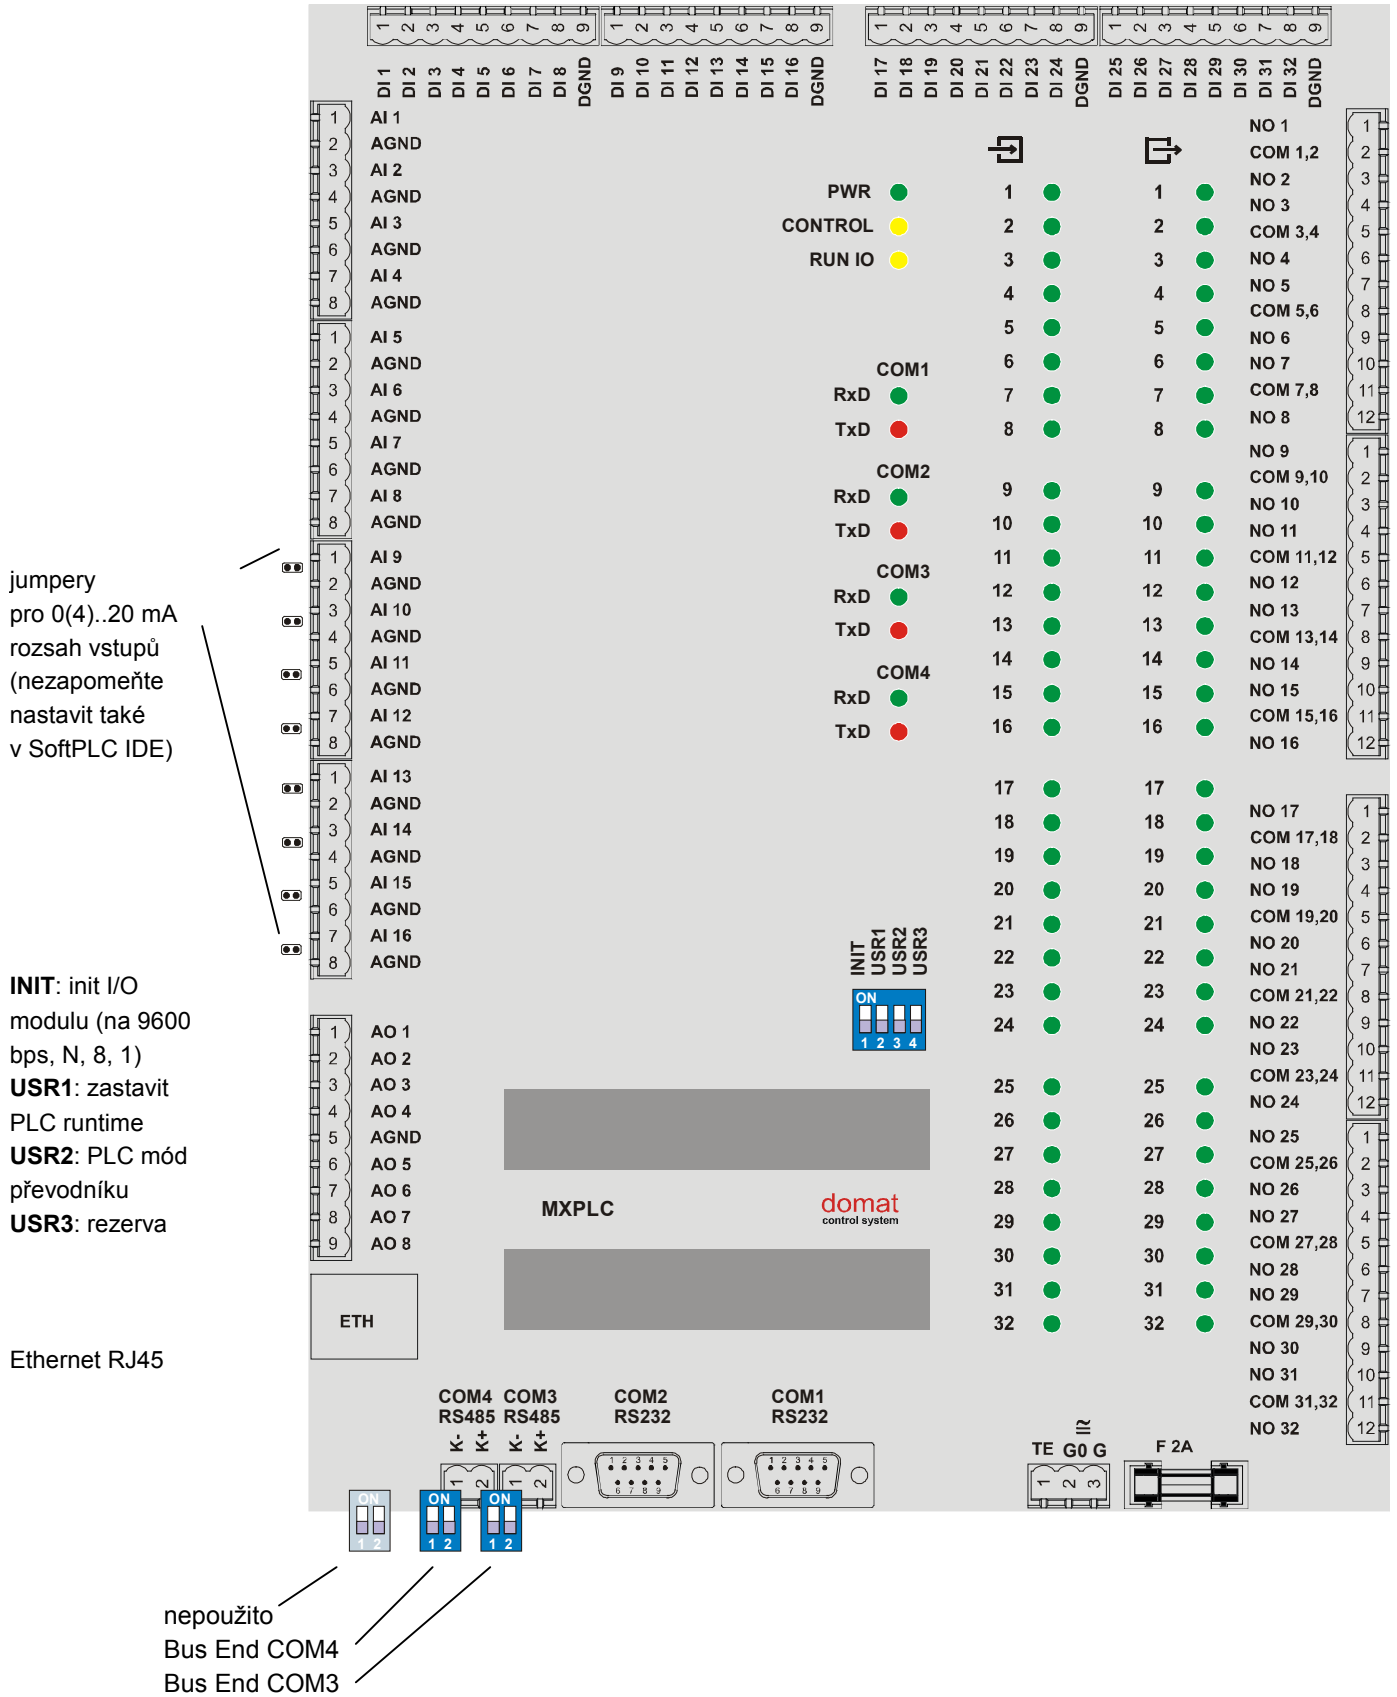 1 2 3 4 5 6 7 8 9
1 2 3 4 5 6 7 8 9
1 2 3 4 5 6 7 8 9
1 2 3 4 5 6 7 8 9
DI 1 DI 2 DI 3 DI 4 DI 5 DI 6 DI 7 DI 8 DGND
DI 9 DI 10 DI 11 DI 12 DI 13 DI 14 DI 15 DI 16 DGND
DI 17 DI 18 DI 19 DI 20 DI 21 DI 22 DI 23 DI 24 DGND
DI 25 DI 26 DI 27 DI 28 DI 29 DI 30 DI 31 DI 32 DGND
1 AI 1
2 AGND
3 AI 2
4 AGND
5 AI 3
6 AGND
7 AI 4
8 AGND
1 AI 5
2 AGND
3 AI 6
4 AGND
5 AI 7
6 AGND
7 AI 8
8 AGND
1 AI 9
2 AGND
3 AI 10
4 AGND
5 AI 11
6 AGND
7 AI 12
8 AGND
1 AI 13
2 AGND
3 AI 14
4 AGND
5 AI 15
6 AGND
7 AI 16
8 AGND
1 AO 1
2 AO 2
3 AO 3
4 AO 4
5 AGND
6 AO 5
7 AO 6
8 AO 7
9 AO 8
ETH
jumpery
pro 0(4)..20 mA
rozsah vstupů
(nezapomeňte
nastavit také
v SoftPLC IDE)
INIT: init I/O
modulu (na 9600
bps, N, 8, 1)
USR1: zastavit
PLC runtime
USR2: PLC mód
převodníku
USR3: rezerva
Ethernet RJ45
PWR
CONTROL
RUN IO
COM1
RxD
TxD
COM2
RxD
TxD
COM3
RxD
TxD
COM4
RxD
TxD
INIT
USR1
USR2
USR3
ON
1 2 3 4
MXPLC
domat
control system
1 1
2 2
3 3
4 4
5 5
6 6
7 7
8 8
9 9
10 10
11 11
12 12
13 13
14 14
15 15
16 16
17 17
18 18
19 19
20 20
21 21
22 22
23 23
24 24
25 25
26 26
27 27
28 28
29 29
30 30
31 31
32 32
NO 1 1
COM 1,2 2
NO 2 3
NO 3 4
COM 3,4 5
NO 4 6
NO 5 7
COM 5,6 8
NO 6 9
NO 7 10
COM 7,8 11
NO 8 12
NO 9 1
COM 9,10 2
NO 10 3
NO 11 4
COM 11,12 5
NO 12 6
NO 13 7
COM 13,14 8
NO 14 9
NO 15 10
COM 15,16 11
NO 16 12
NO 17 1
COM 17,18 2
NO 18 3
NO 19 4
COM 19,20 5
NO 20 6
NO 21 7
COM 21,22 8
NO 22 9
NO 23 10
COM 23,24 11
NO 24 12
NO 25 1
COM 25,26 2
NO 26 3
NO 27 4
COM 27,28 5
NO 28 6
NO 29 7
COM 29,30 8
NO 30 9
NO 31 10
COM 31,32 11
NO 32 12
COM4 COM3 COM2 COM1
RS485 RS485 RS232 RS232
K- K+ K- K+
1 2 1 2
1 2 3 4 5
6 7 8 9
1 2 3 4 5
6 7 8 9
≅
TE G0 G
1 2 3
F 2A
ON ON ON
1 2 1 2 1 2
nepoužito
Bus End COM4
Bus End COM3